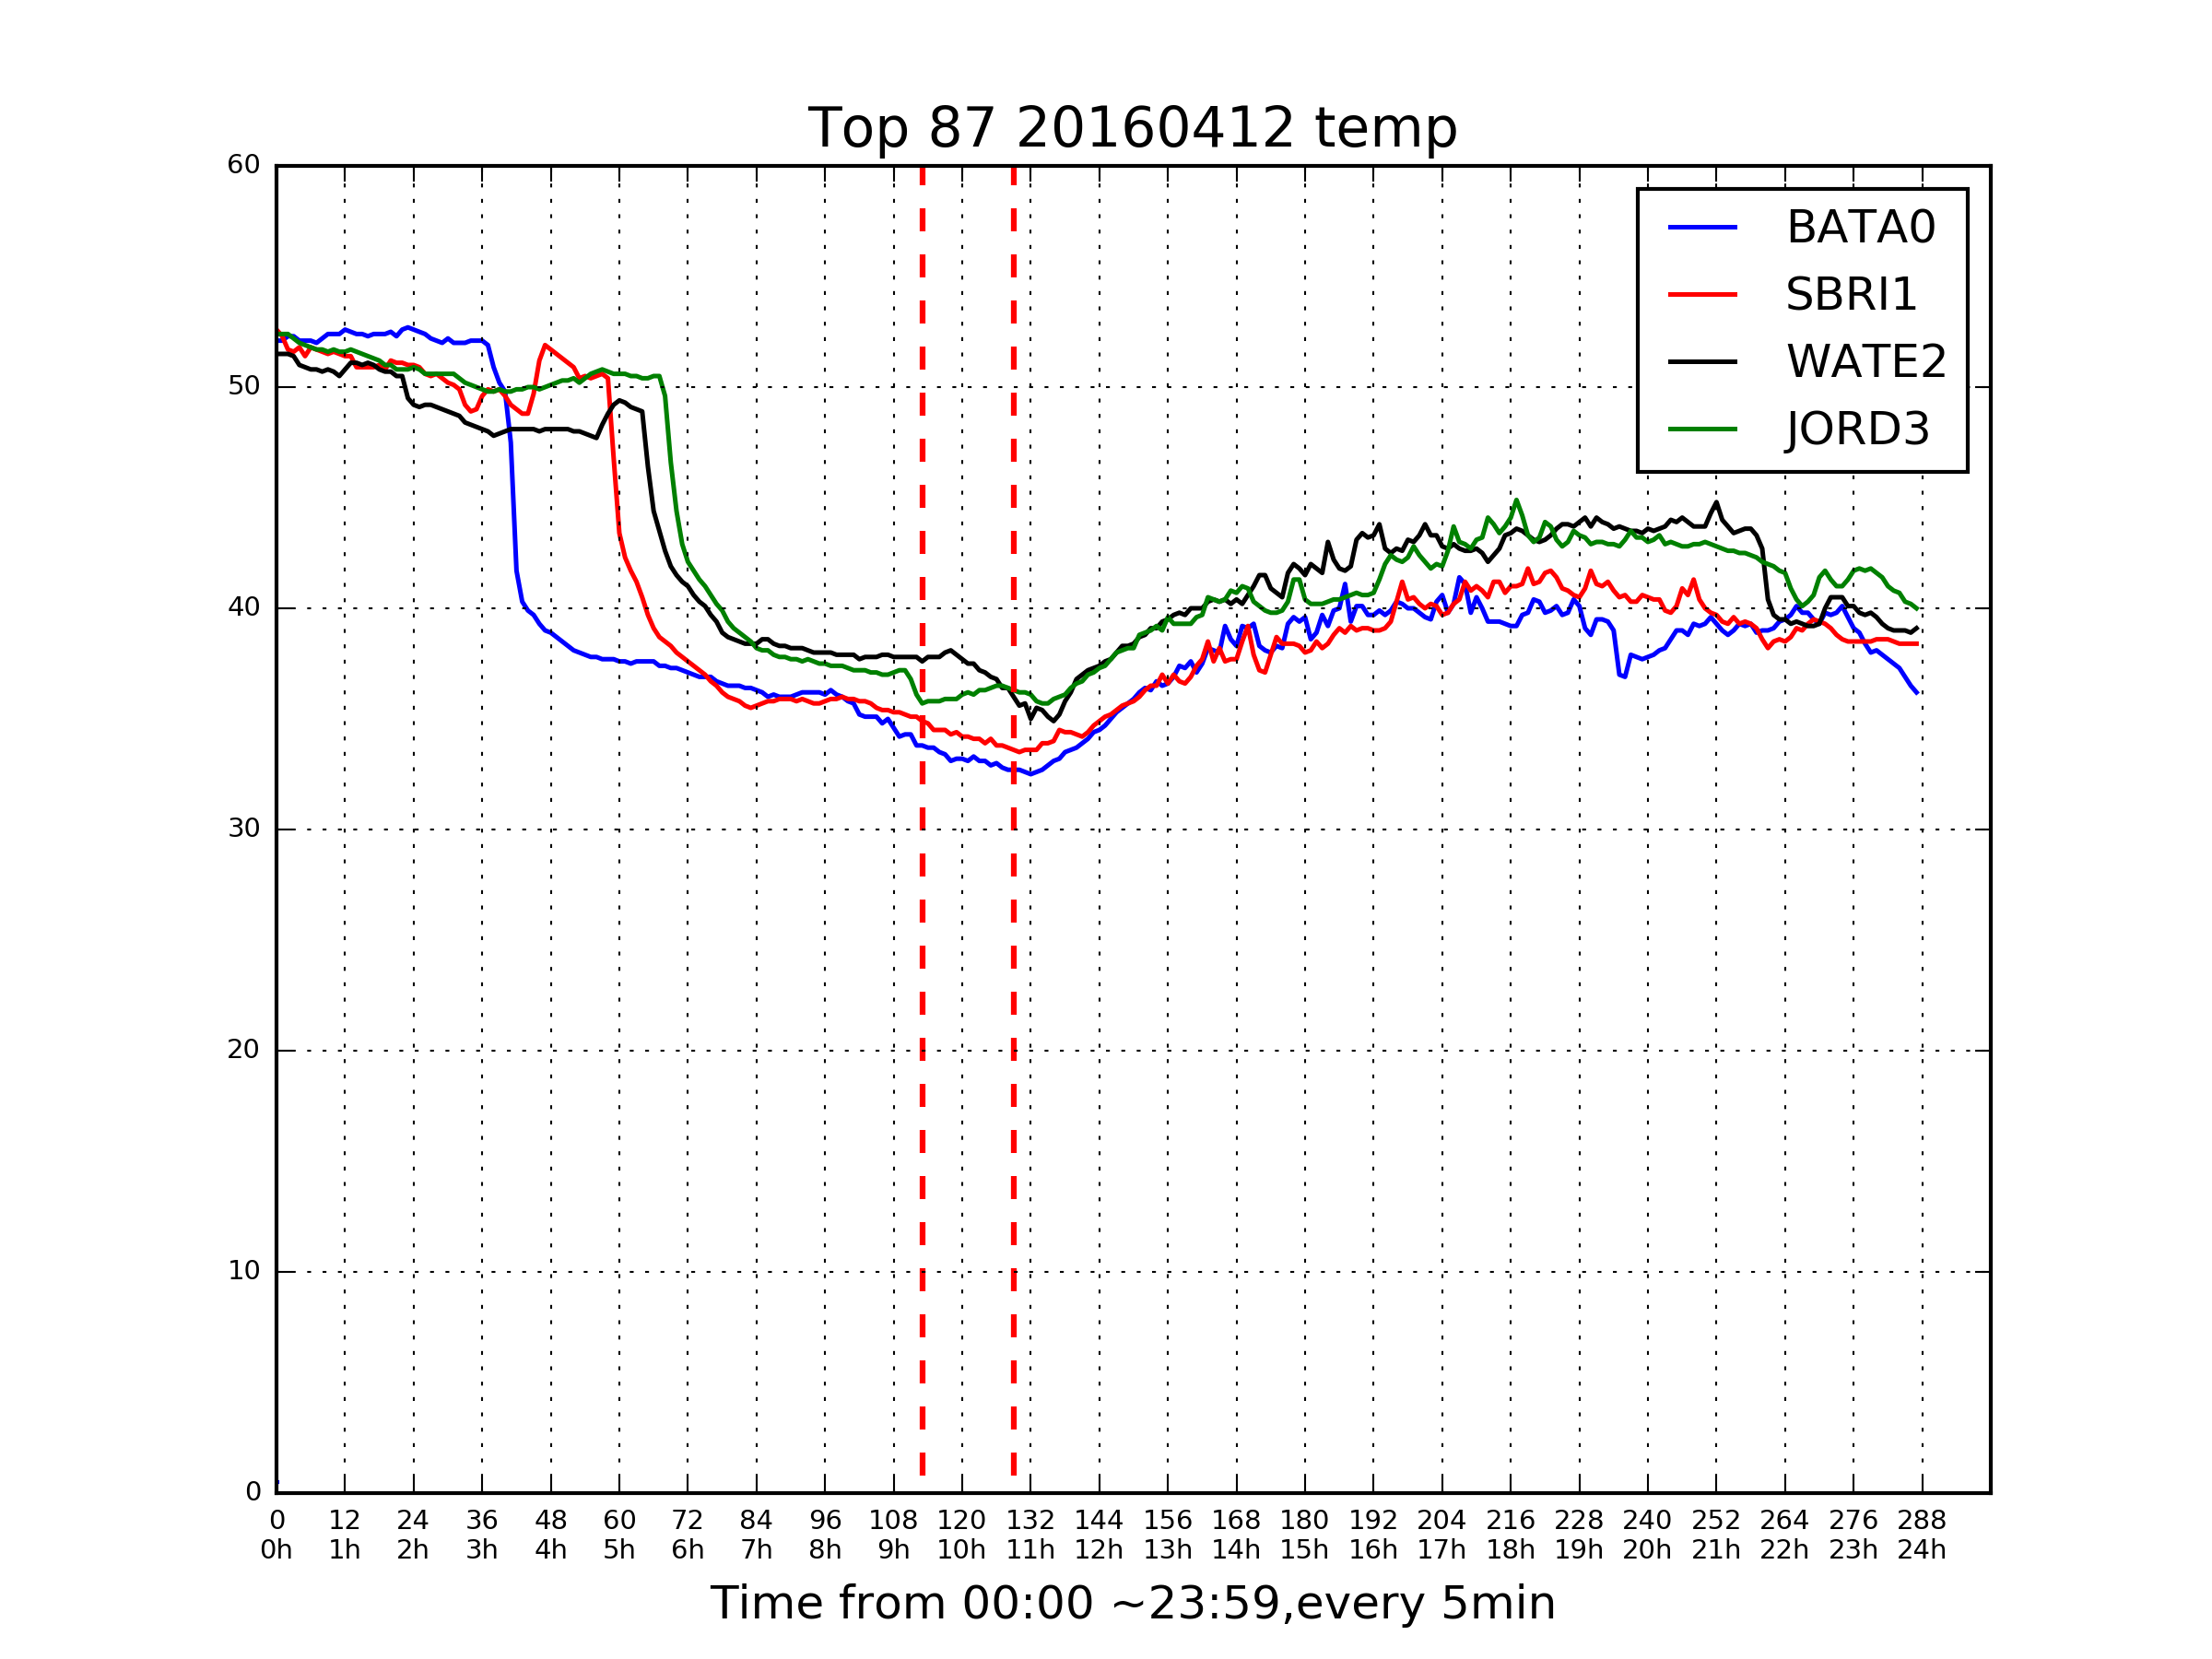 Top 87 20160412 temp
60
50
40
30
20
10
0
BATA0
SBRI1
WATE2
JORD3
0 12 24 36 48 60 72 84 96 108 120 132 144 156 168 180 192 204 216 228 240 252 264 276 288
0h 1h 2h 3h 4h 5h 6h 7h 8h 9h 10h 11h 12h 13h 14h 15h 16h 17h 18h 19h 20h 21h 22h 23h 24h
Time from 00:00 ~23:59,every 5min